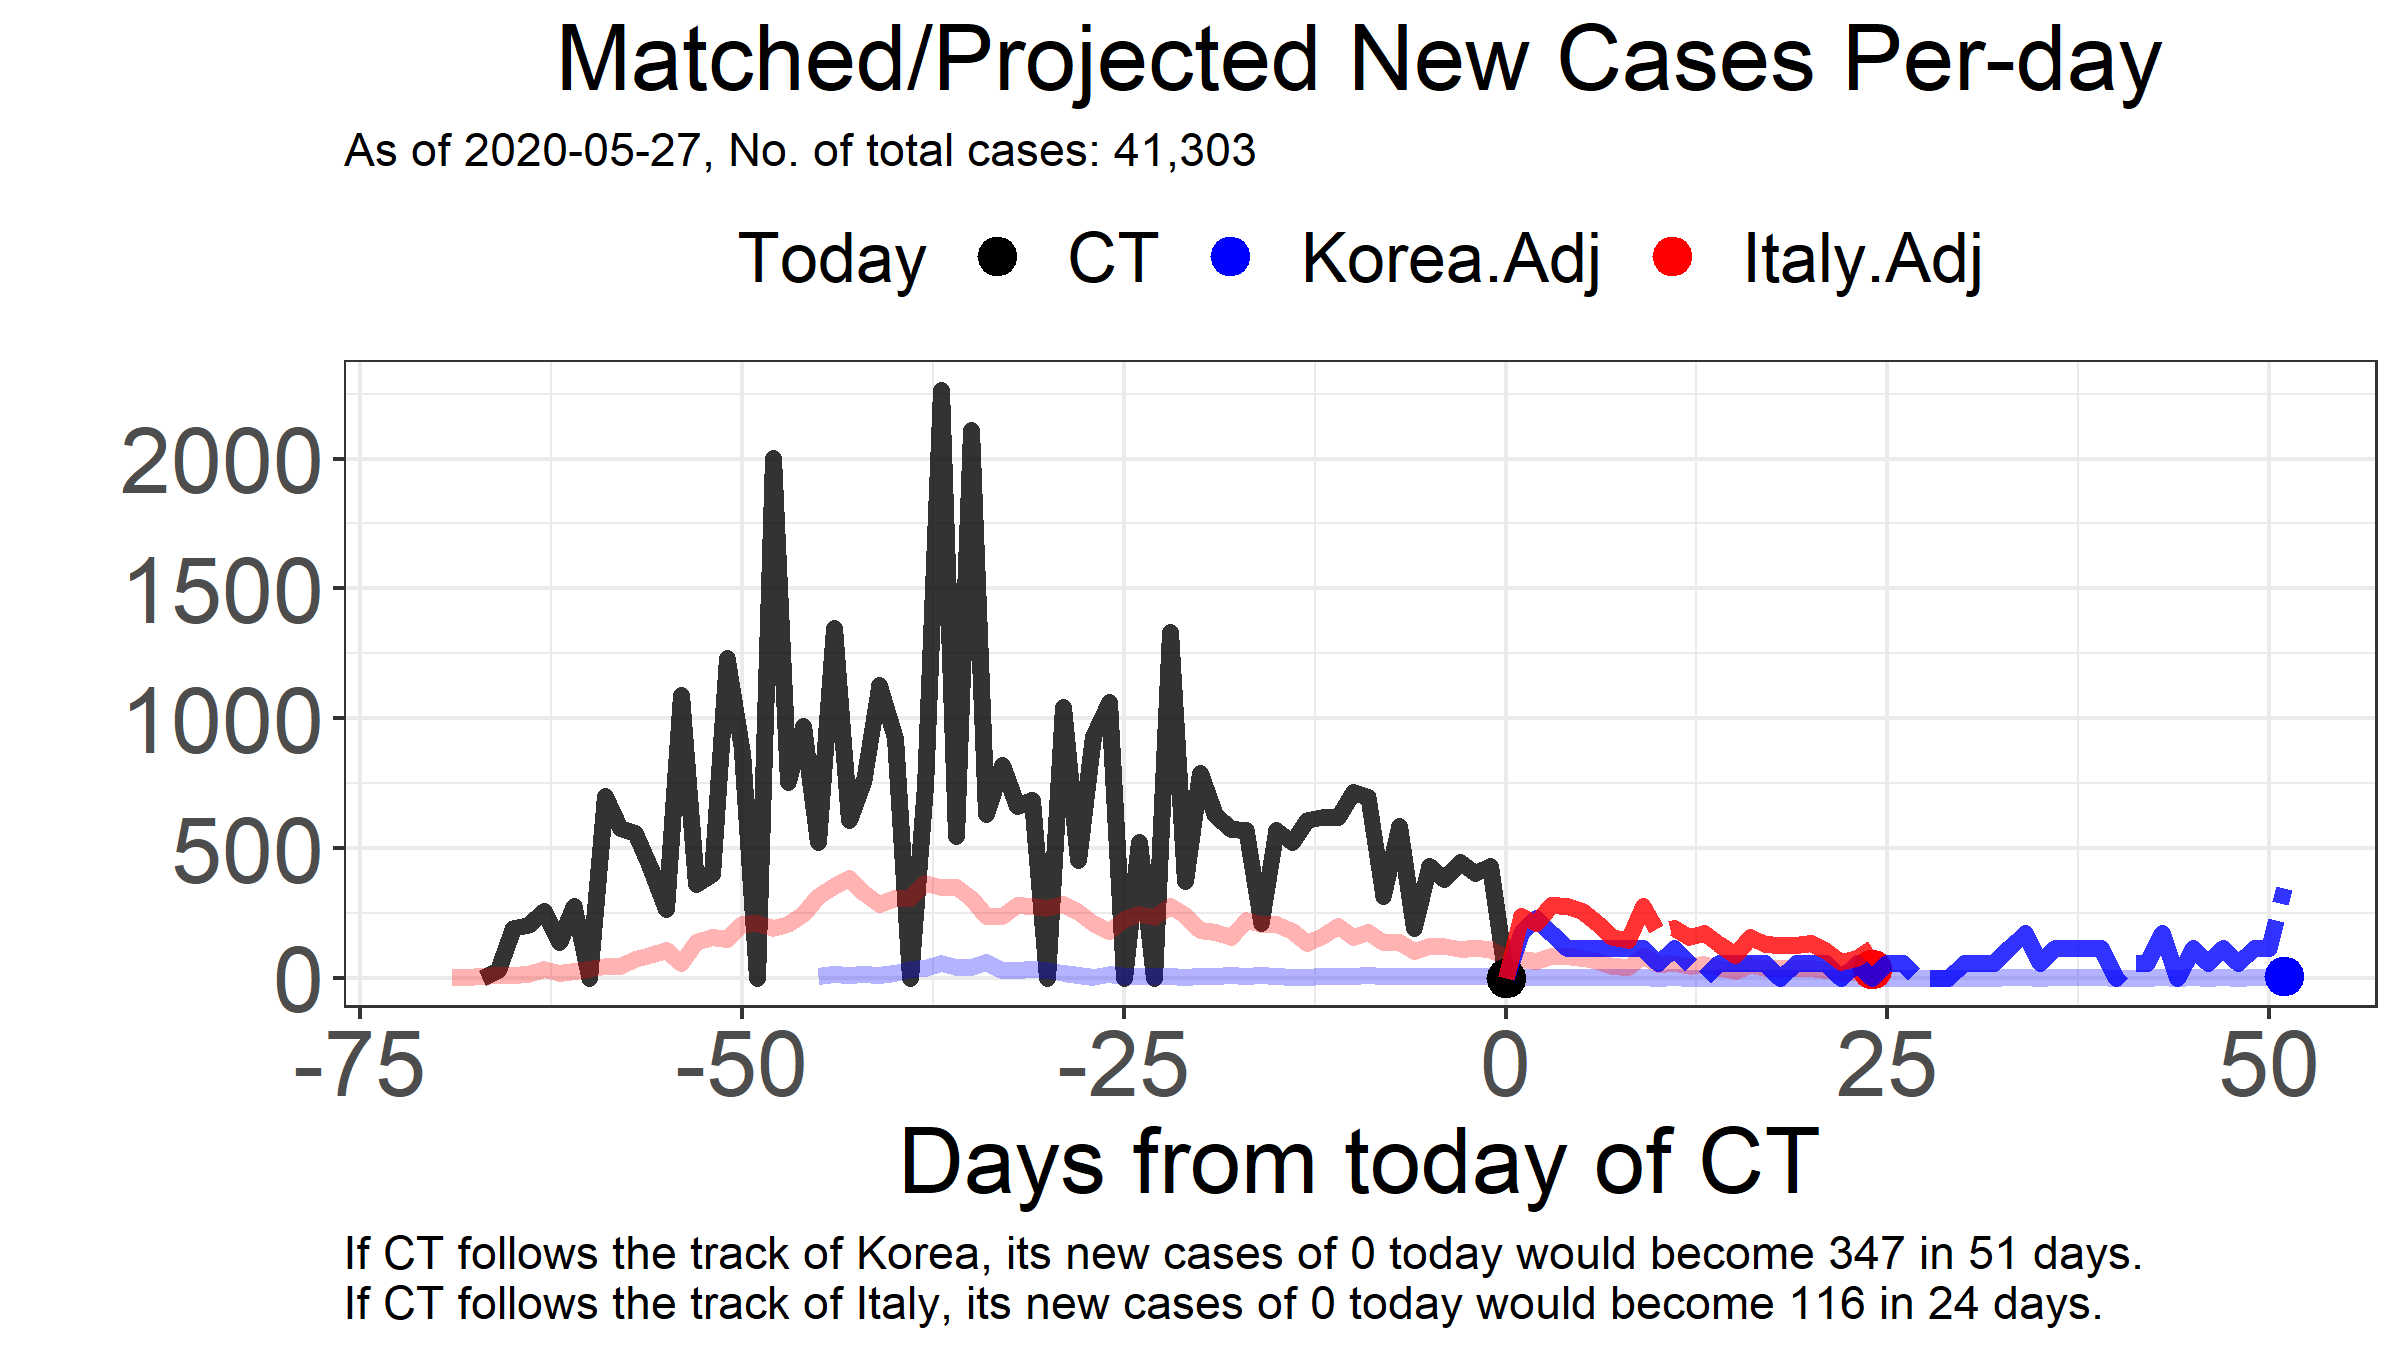 Matched/Projected New Cases Per-day
As of 2020-05-27, No. of total cases: 41,303
Today CT Korea.Adj Italy.Adj
2000
1500
1000
500
0
-75 -50 -25 0 25 50
Days from today of CT
If CT follows the track of Korea, its new cases of 0 today would become 347 in 51 days.
If CT follows the track of Italy, its new cases of 0 today would become 116 in 24 days.